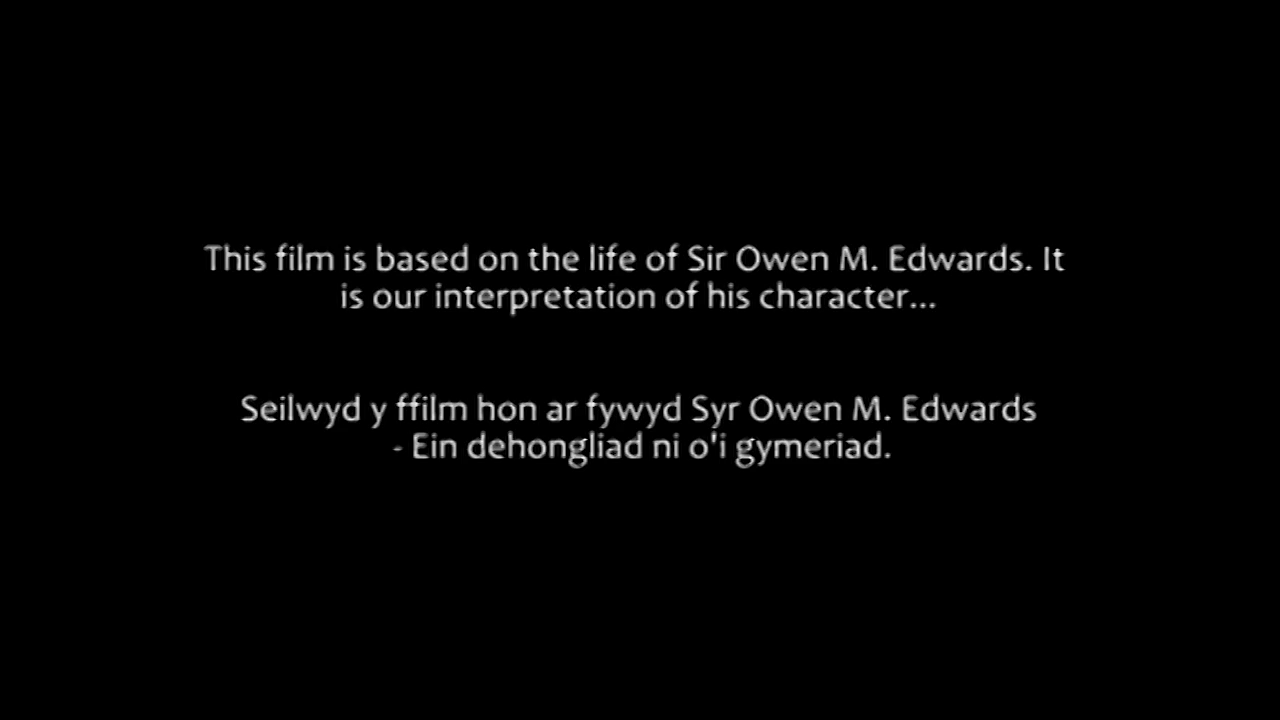 This film is based on the life of Sir Owen M. Edwards. It
is our interpretation of his character...
Seilwyd y ffilm hon ar fywyd Syr Owen M. Edwards
- Ein dehongliad ni o'i gymeriad.